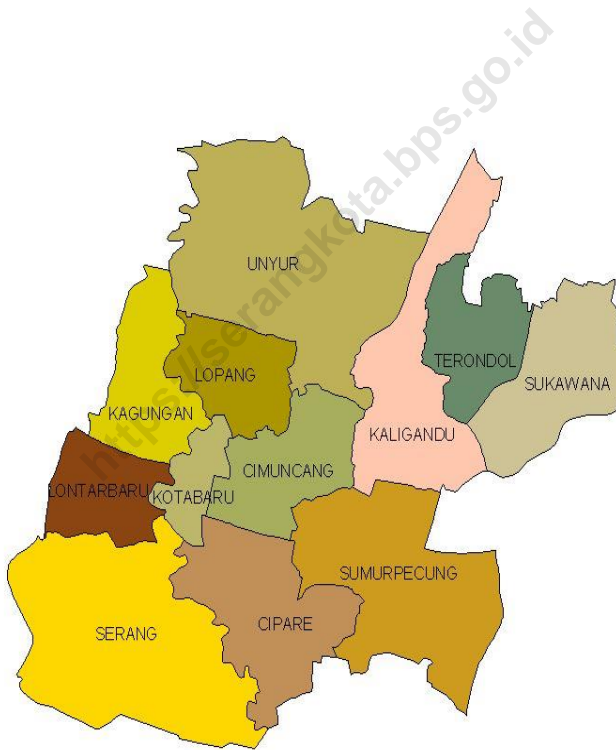 https://serangkota.bps.go.id
UNYUR
LOPANG
TERONDOL
SUKAWANA
KAGUNGAN
KALIGANDU
CIMUNCANG
LONTARBARU
KOTABARU
SUMURPECUNG
CIPARE
SERANG